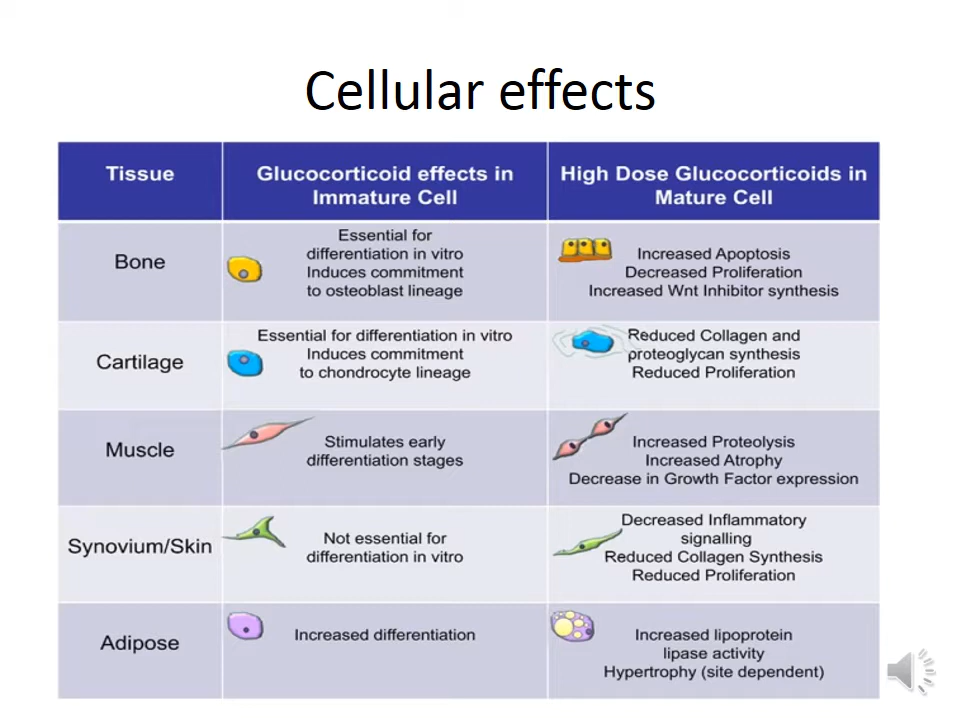 Cellular effects
Tissue
Glucocorticoid effects in
Immature Cell
High Dose Glucocorticoids in
Mature Cell
Bone
Essential for
differentiation in vitro
Induces commitment
to osteoblast lineage
Increased Apoptosis
Decreased Proliferation
Increased Wnt Inhibitor synthesis
Cartilage
Essential for differentiation in vitro
Induces commitment
to chondrocyte lineage
Reduced Collagen and
proteoglycan synthesis
Reduced Proliferation
Muscle
Stimulates early
differentiation stages
Increased Proteolysis
Increased Atrophy
Decrease in Growth Factor expression
Synovium/Skin
Not essential for
differentiation in vitro
Decreased Inflammatory
signalling
Reduced Collagen Synthesis
Reduced Proliferation
Adipose
Increased differentiation
Increased lipoprotein
lipase activity
Hypertrophy (site dependent)